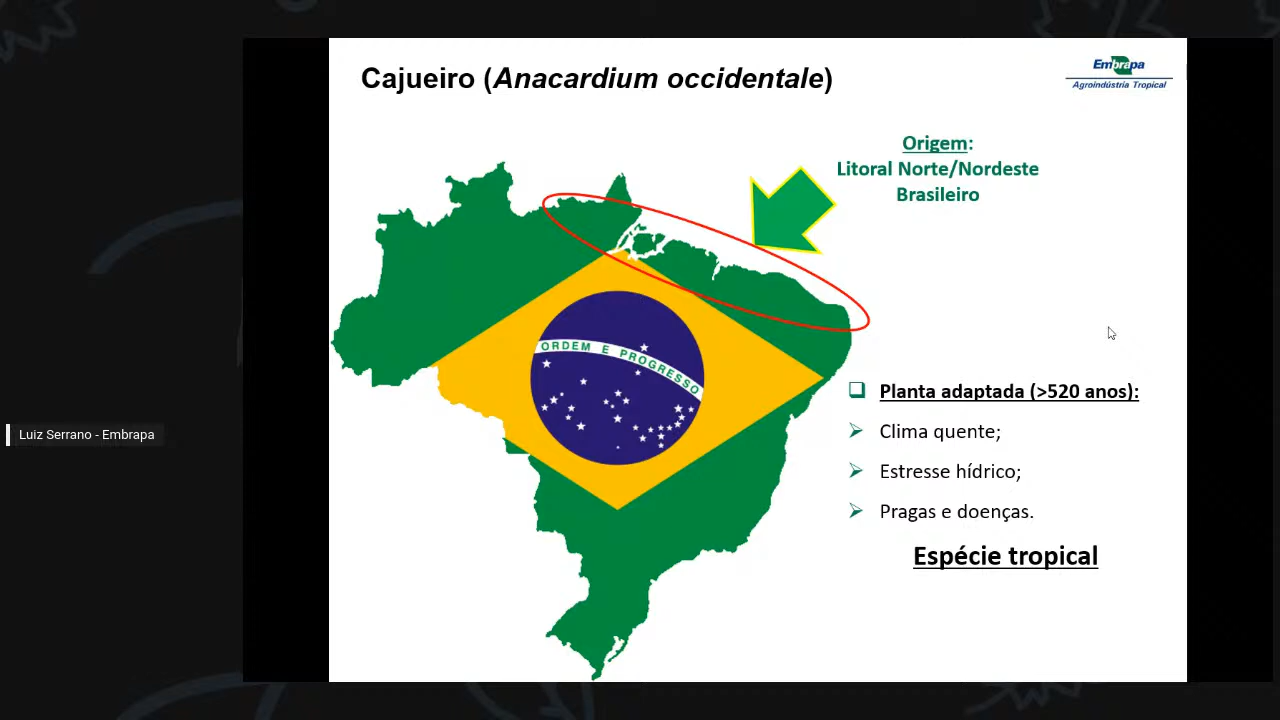 Cajueiro (Anacardium occidentale)
Embrapa
Agroindústria Tropical
Origem:
Litoral Norte/Nordeste
Brasileiro
ORDEM E PROGRESSO
Planta adaptada (>520 anos):
Clima quente;
Estresse hídrico;
Pragas e doenças.
Espécie tropical
Luiz Serrano - Embrapa